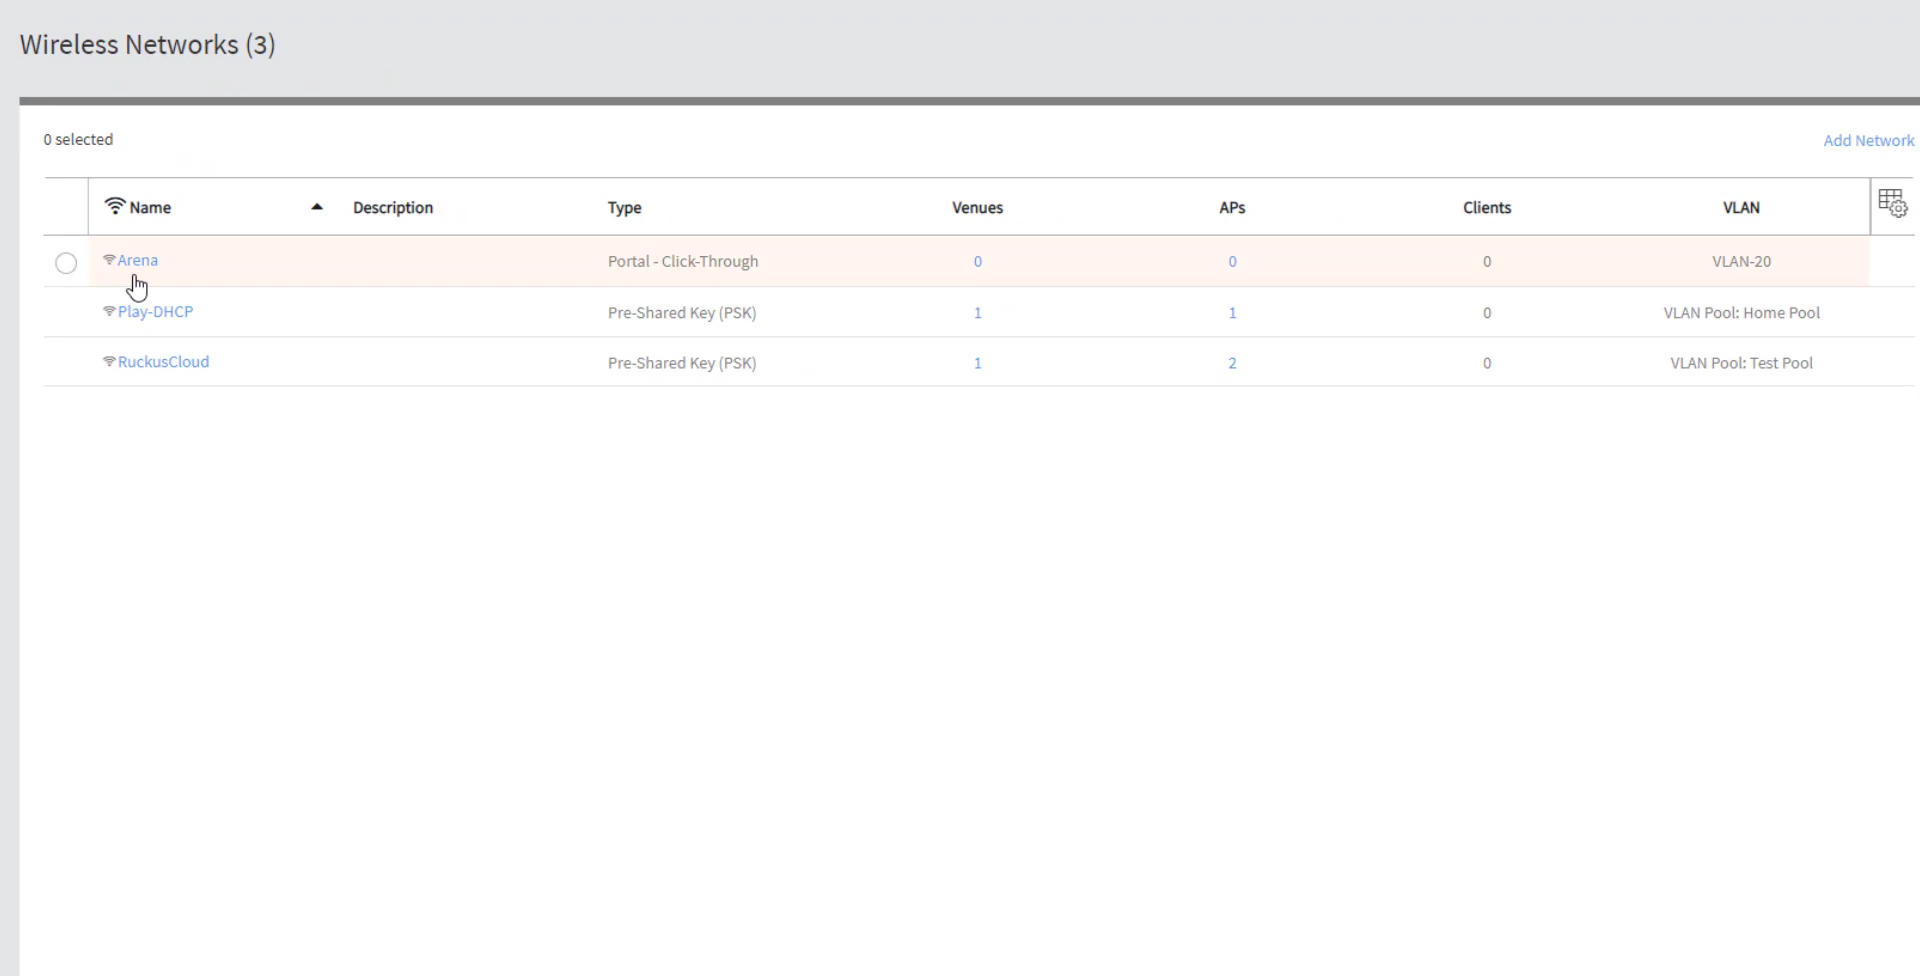 Wireless Networks (3)
0 selected
Add Network
Name Description Type Venues APs Clients VLAN
Arena Portal - Click-Through 0 0 0 VLAN-20
Play-DHCP Pre-Shared Key (PSK) 1 1 0 VLAN Pool: Home Pool
RuckusCloud Pre-Shared Key (PSK) 1 2 0 VLAN Pool: Test Pool